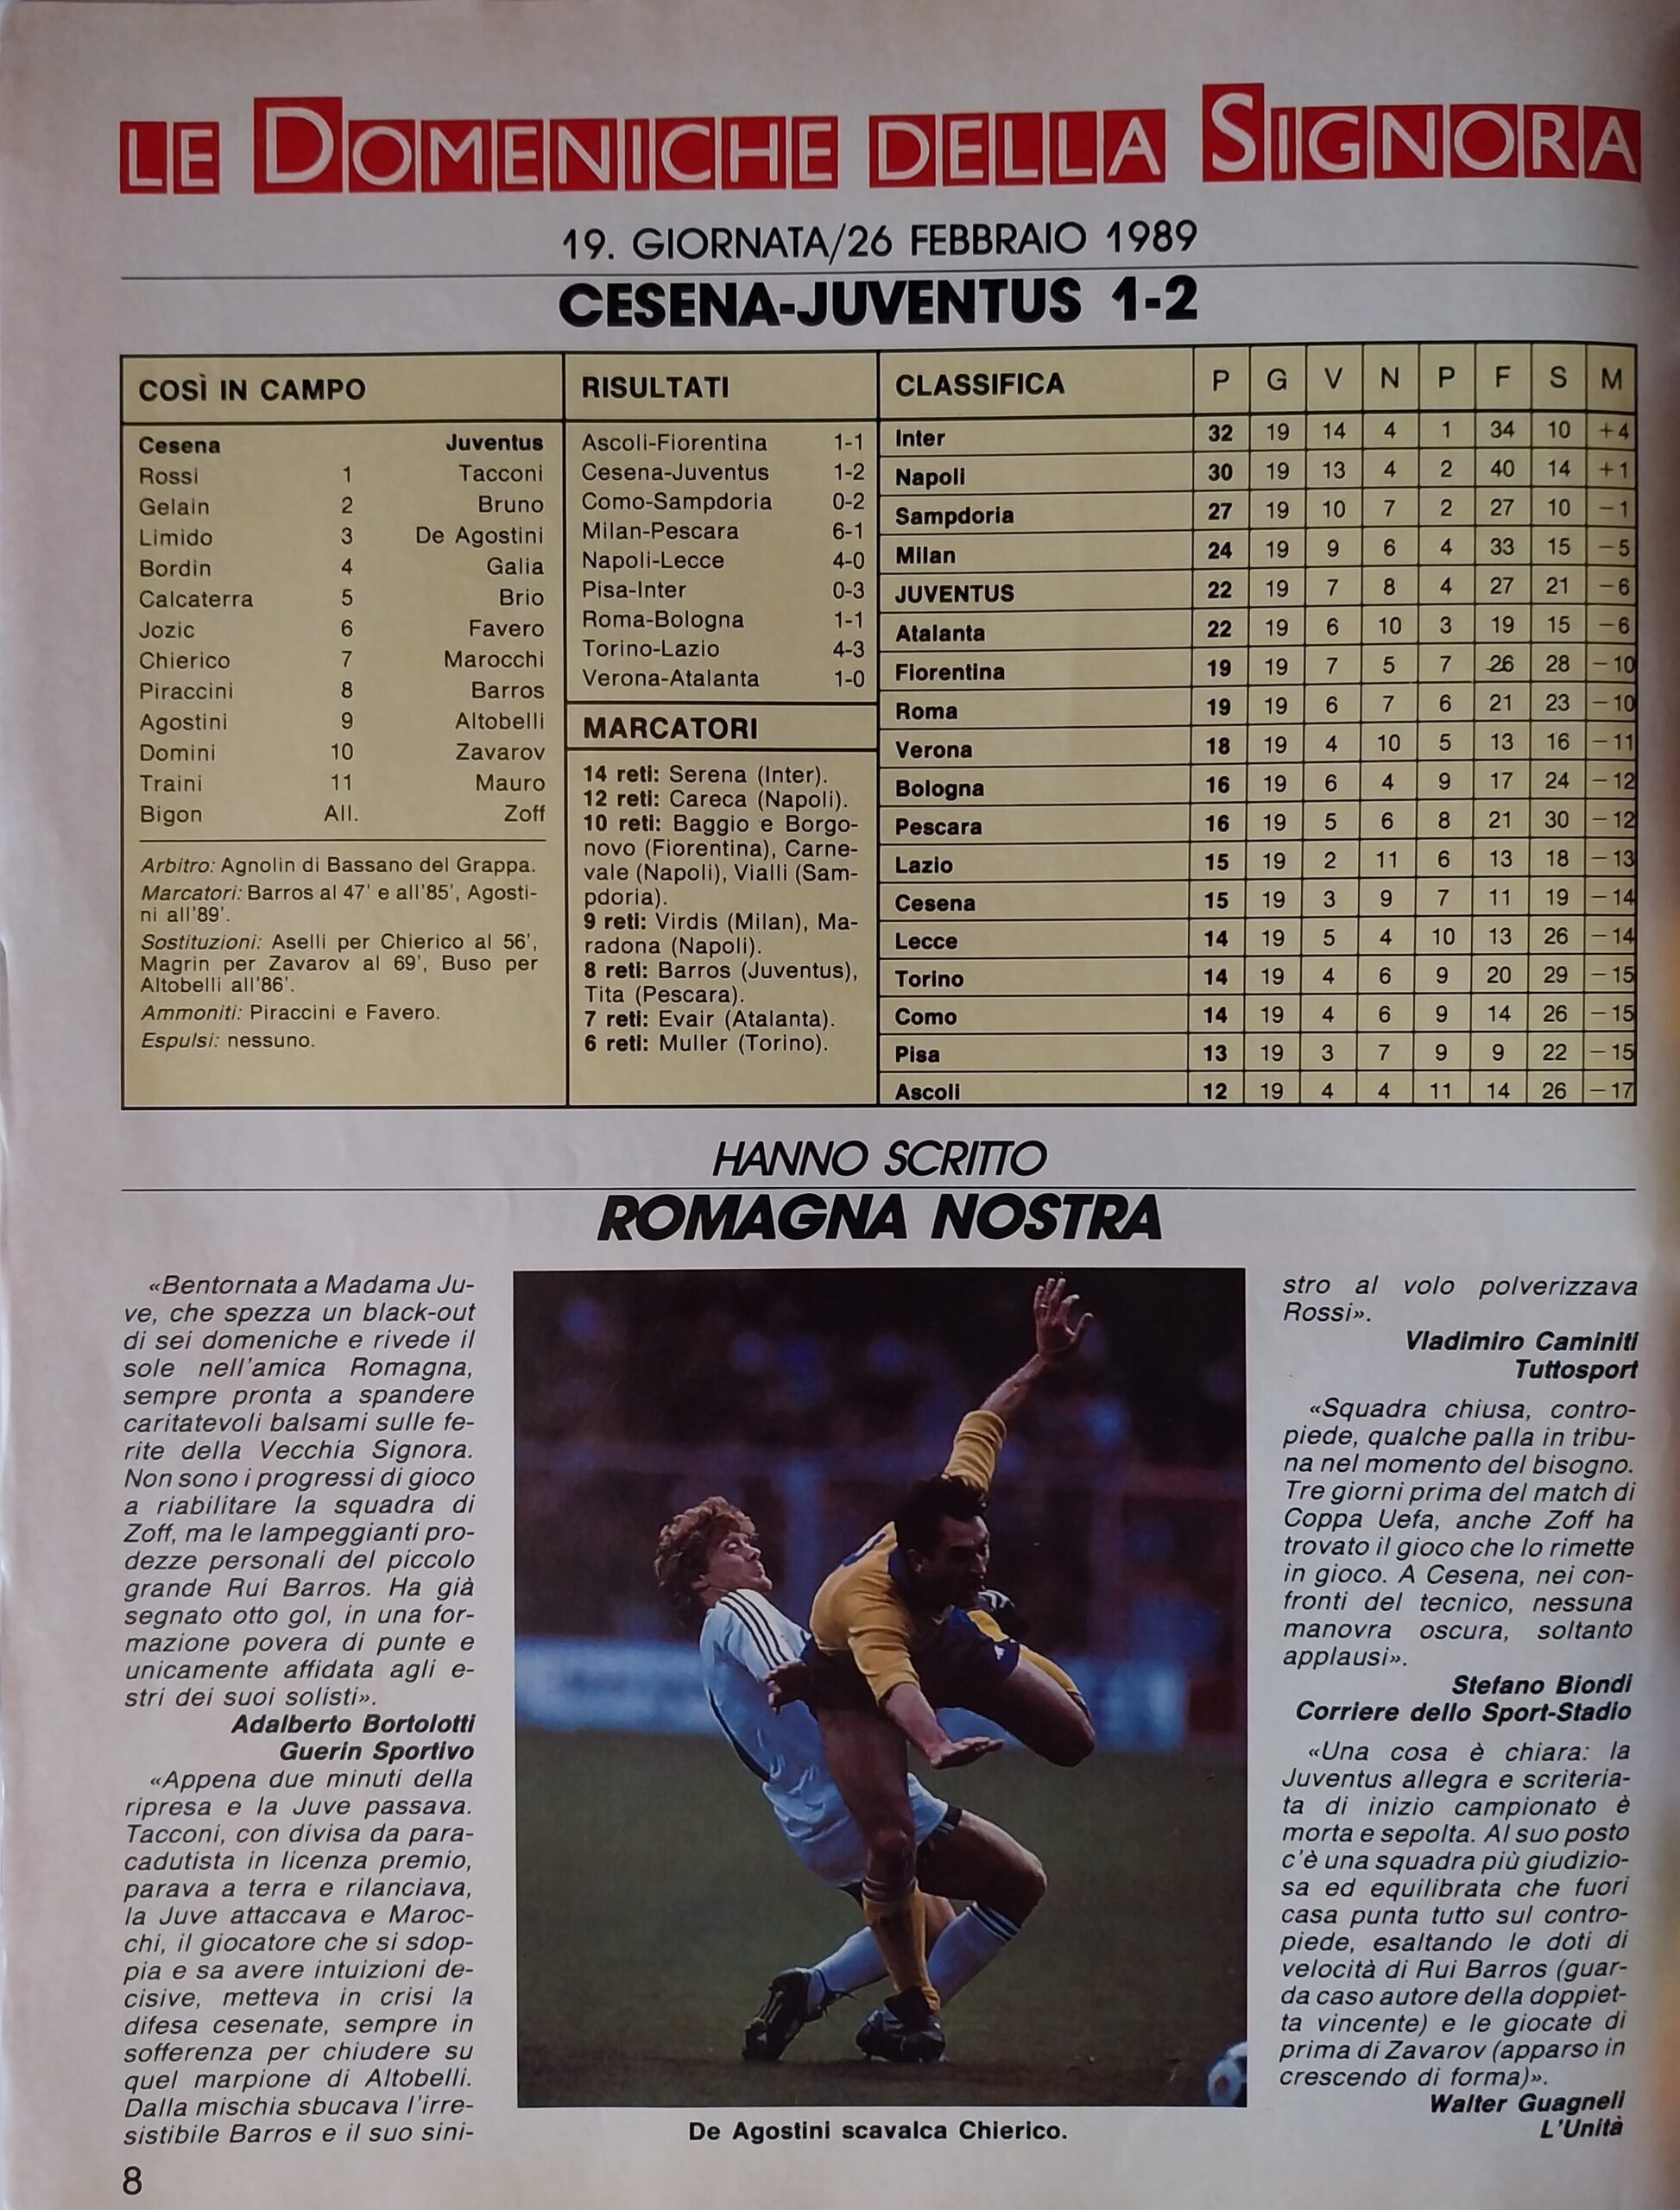 LE DOMENICHE DELLA SIGNORA
19. GIORNATA/26 FEBBRAIO 1989
CESENA-JUVENTUS 1-2
COSÌ IN CAMPO
Cesena Juventus
Rossi 1 Tacconi
Gelain 2 Bruno
Limido 3 De Agostini
Bordin 4 Galia
Calcaterra 5 Brio
Jozic 6 Favero
Chierico 7 Marocchi
Piraccini 8 Barros
Agostini 9 Altobelli
Domini 10 Zavarov
Traini 11 Mauro
Bigon All. Zoff
Arbitro: Agnolin di Bassano del Grappa.
Marcatori: Barros al 47' e all'85', Agosti-
ni all'89'.
Sostituzioni: Aselli per Chierico al 56',
Magrin per Zavarov al 69', Buso per
Altobelli all'86'.
Ammoniti: Piraccini e Favero.
Espulsi: nessuno.
RISULTATI
Ascoli-Fiorentina 1-1
Cesena-Juventus 1-2
Como-Sampdoria 0-2
Milan-Pescara 6-1
Napoli-Lecce 4-0
Pisa-Inter 0-3
Roma-Bologna 1-1
Torino-Lazio 4-3
Verona-Atalanta 1-0
MARCATORI
14 reti: Serena (Inter).
12 reti: Careca (Napoli).
10 reti: Baggio e Borgo-
novo (Fiorentina), Carne-
vale (Napoli), Vialli (Sam-
pdoria).
9 reti: Virdis (Milan), Ma-
radona (Napoli).
8 reti: Barros (Juventus),
Tita (Pescara).
7 reti: Evair (Atalanta).
6 reti: Muller (Torino).
CLASSIFICA P G V N P F S M
Inter 32 19 14 4 1 34 10 +4
Napoli 30 19 13 4 2 40 14 +1
Sampdoria 27 19 10 7 2 27 10 −1
Milan 24 19 9 6 4 33 15 −5
JUVENTUS 22 19 7 8 4 27 21 −6
Atalanta 22 19 6 10 3 19 15 −6
Fiorentina 19 19 7 5 7 26 28 −10
Roma 19 19 6 7 6 21 23 −10
Verona 18 19 4 10 5 13 16 −11
Bologna 16 19 6 4 9 17 24 −12
Pescara 16 19 5 6 8 21 30 −12
Lazio 15 19 2 11 6 13 18 −13
Cesena 15 19 3 9 7 11 19 −14
Lecce 14 19 5 4 10 13 26 −14
Torino 14 19 4 6 9 20 29 −15
Como 14 19 4 6 9 14 26 −15
Pisa 13 19 3 7 9 9 22 −15
Ascoli 12 19 4 4 11 14 26 −17
HANNO SCRITTO
ROMAGNA NOSTRA
«Bentornata a Madama Ju-
ve, che spezza un black-out
di sei domeniche e rivede il
sole nell'amica Romagna,
sempre pronta a spandere
caritatevoli balsami sulle fe-
rite della Vecchia Signora.
Non sono i progressi di gioco
a riabilitare la squadra di
Zoff, ma le lampeggianti pro-
dezze personali del piccolo
grande Rui Barros. Ha già
segnato otto gol, in una for-
mazione povera di punte e
unicamente affidata agli e-
stri dei suoi solisti».
Adalberto Bortolotti
Guerin Sportivo
«Appena due minuti della
ripresa e la Juve passava.
Tacconi, con divisa da para-
cadutista in licenza premio,
parava a terra e rilanciava,
la Juve attaccava e Maroc-
chi, il giocatore che si sdop-
pia e sa avere intuizioni de-
cisive, metteva in crisi la
difesa cesenate, sempre in
sofferenza per chiudere su
quel marpione di Altobelli.
Dalla mischia sbucava l'irre-
sistibile Barros e il suo sini-
De Agostini scavalca Chierico.
stro al volo polverizzava
Rossi».
Vladimiro Caminiti
Tuttosport
«Squadra chiusa, contro-
piede, qualche palla in tribu-
na nel momento del bisogno.
Tre giorni prima del match di
Coppa Uefa, anche Zoff ha
trovato il gioco che lo rimette
in gioco. A Cesena, nei con-
fronti del tecnico, nessuna
manovra oscura, soltanto
applausi».
Stefano Biondi
Corriere dello Sport-Stadio
«Una cosa è chiara: la
Juventus allegra e scriteria-
ta di inizio campionato è
morta e sepolta. Al suo posto
c'è una squadra più giudizio-
sa ed equilibrata che fuori
casa punta tutto sul contro-
piede, esaltando le doti di
velocità di Rui Barros (guar-
da caso autore della doppiet-
ta vincente) e le giocate di
prima di Zavarov (apparso in
crescendo di forma)».
Walter Guagneli
L'Unità
8